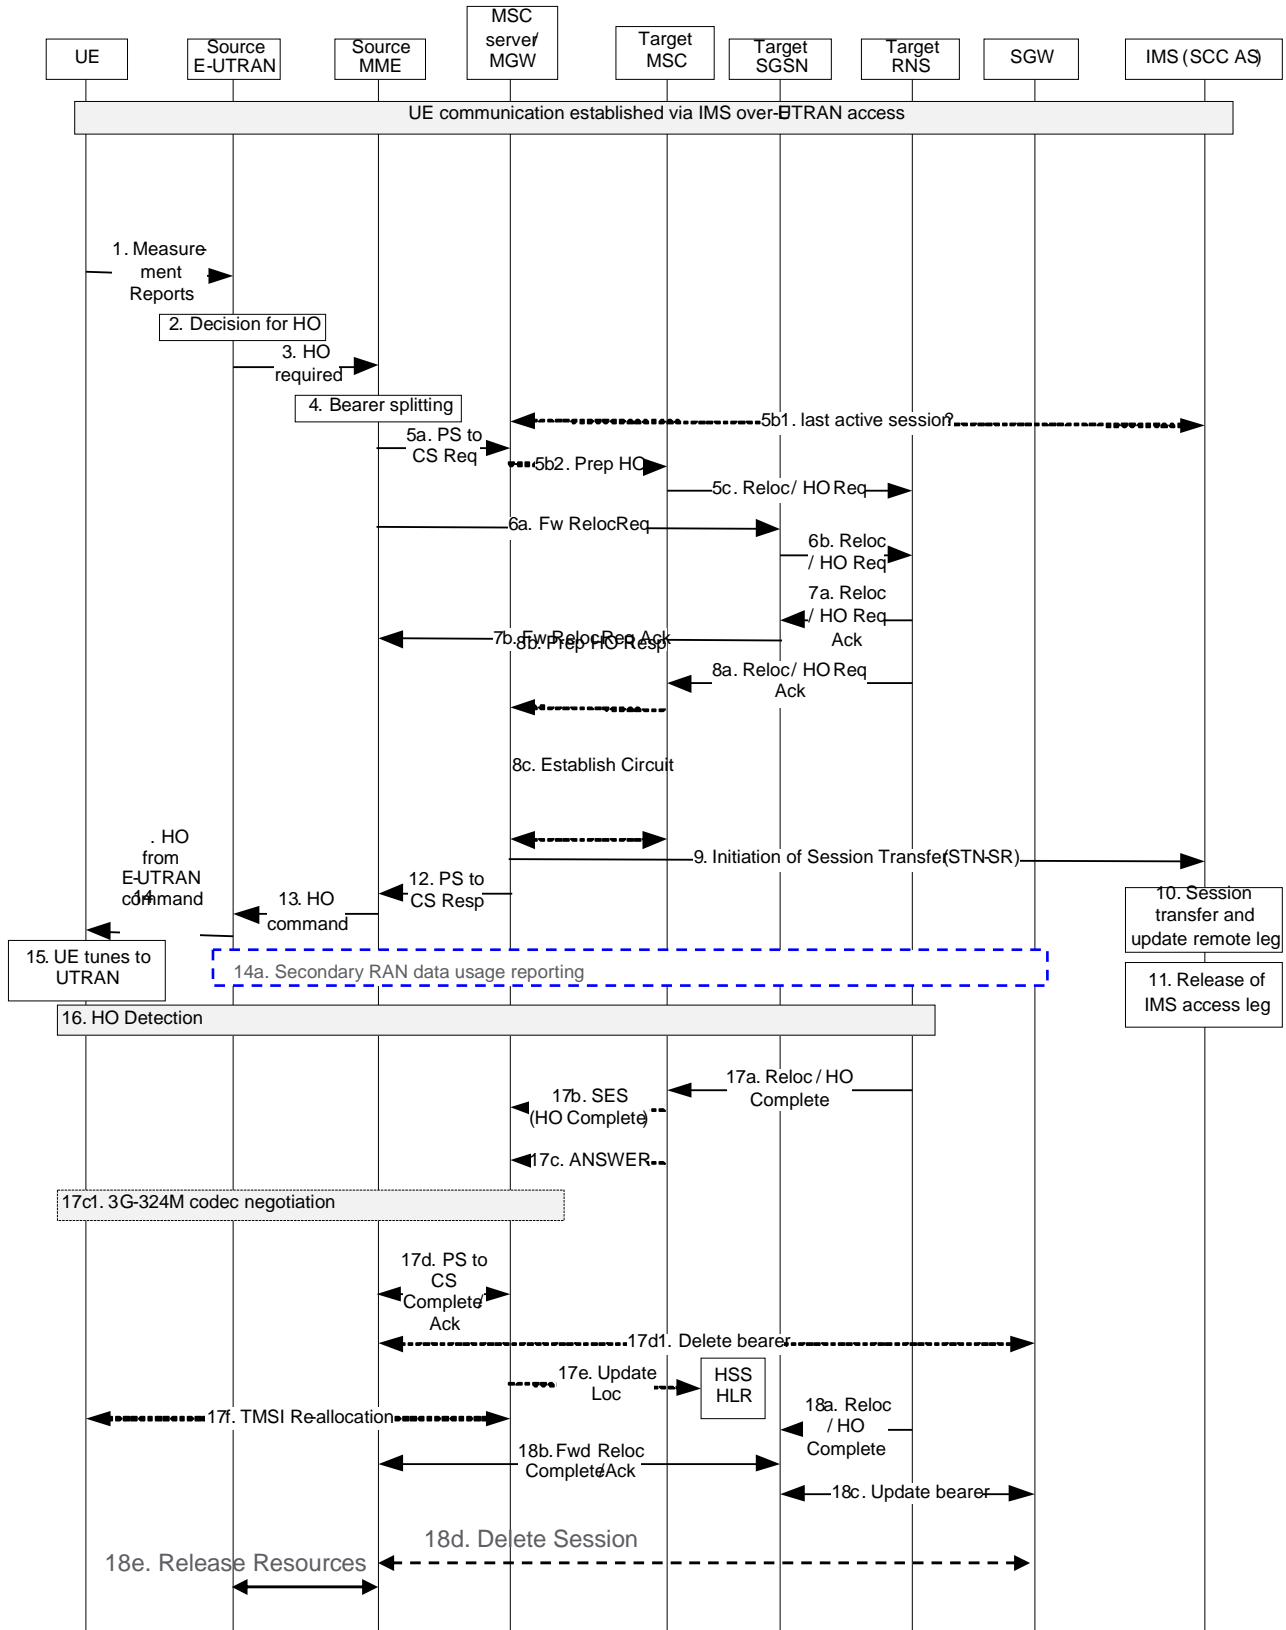 MSC
server/
MGW
UE
Source
E-UTRAN
Source
MME
Target
MSC
Target
SGSN
Target
RNS
SGW
IMS (SCC AS)
UE communication established via IMS over E-UTRAN access
1. Measure-
ment
Reports
2. Decision for HO
3. HO
required
4. Bearer splitting
5b1. last active session?
5a. PS to
CS Req
5b2. Prep HO
5c. Reloc / HO Req
6a. Fw Reloc Req
6b. Reloc
/ HO Req
7a. Reloc
/ HO Req
Ack
7b. Fw Reloc Req Ack
8b. Prep HO Resp
8a. Reloc / HO Req
Ack
8c. Establish Circuit
14
. HO
from
E-UTRAN
command
9. Initiation of Session Transfer (STN-SR)
12. PS to
CS Resp
13. HO
command
10. Session
transfer and
update remote leg
15. UE tunes to
UTRAN
14a. Secondary RAN data usage reporting
11. Release of
IMS access leg
16. HO Detection
17a. Reloc / HO
Complete
17b. SES
(HO Complete)
17c. ANSWER
17c1. 3G-324M codec negotiation
17d. PS to
CS
Complete/
Ack
17d1. Delete bearer
17e. Update
Loc
HSS
HLR
17f. TMSI Re-allocation
18a. Reloc
/ HO
Complete
18b. Fwd Reloc
Complete/Ack
18c. Update bearer
18d. Delete Session
18e. Release Resources